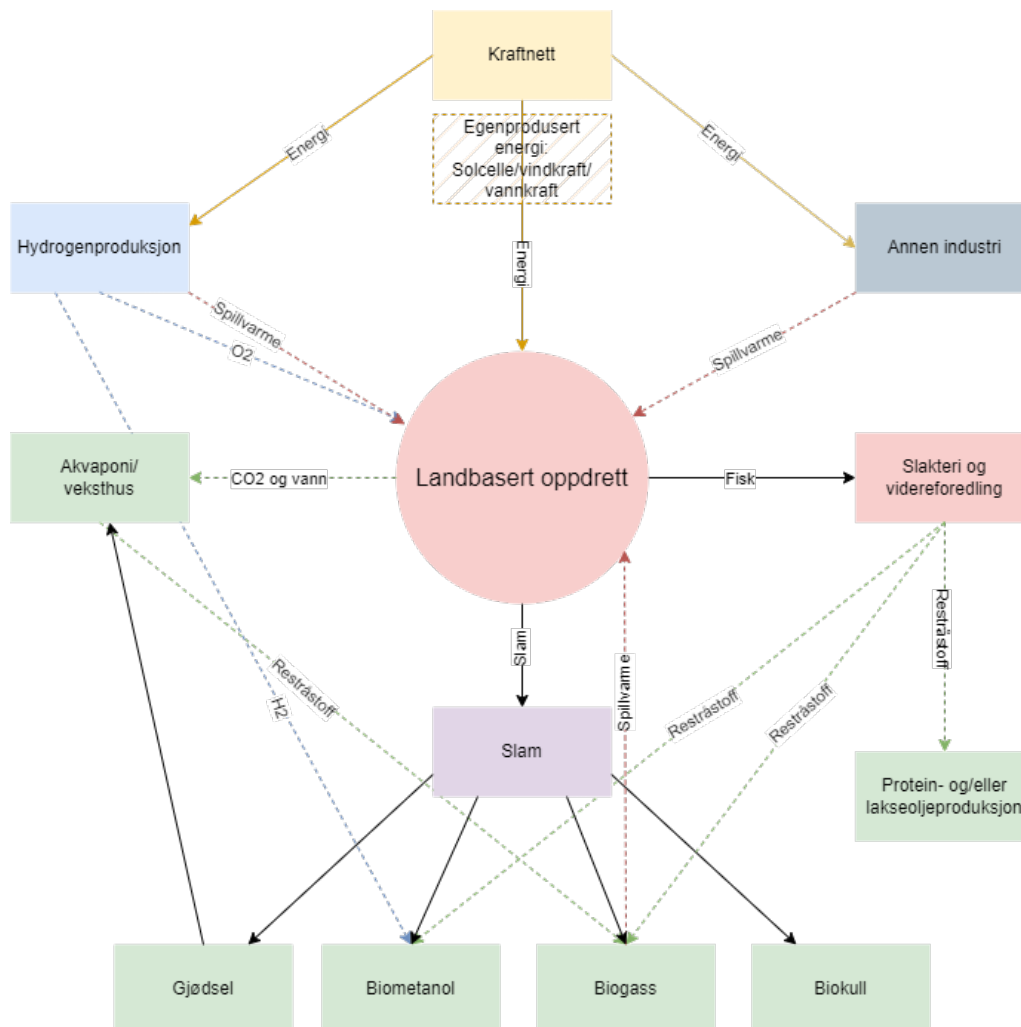 Kraftnett
Egenprodusert
energi:
Solcelle/vindkraft/
vannkraft
Energi
Energi
Energi
Hydrogenproduksjon
Annen industri
Spillvarme
O2
Spillvarme
Akvaponi/
veksthus
CO2 og vann
Landbasert oppdrett
Fisk
Slakteri og
videreforedling
Slam
Restråstoff
H2
Spillvarme
Restråstoff
Restråstoff
Restråstoff
Slam
Protein- og/eller
lakseoljeproduksjon
Gjødsel
Biometanol
Biogass
Biokull